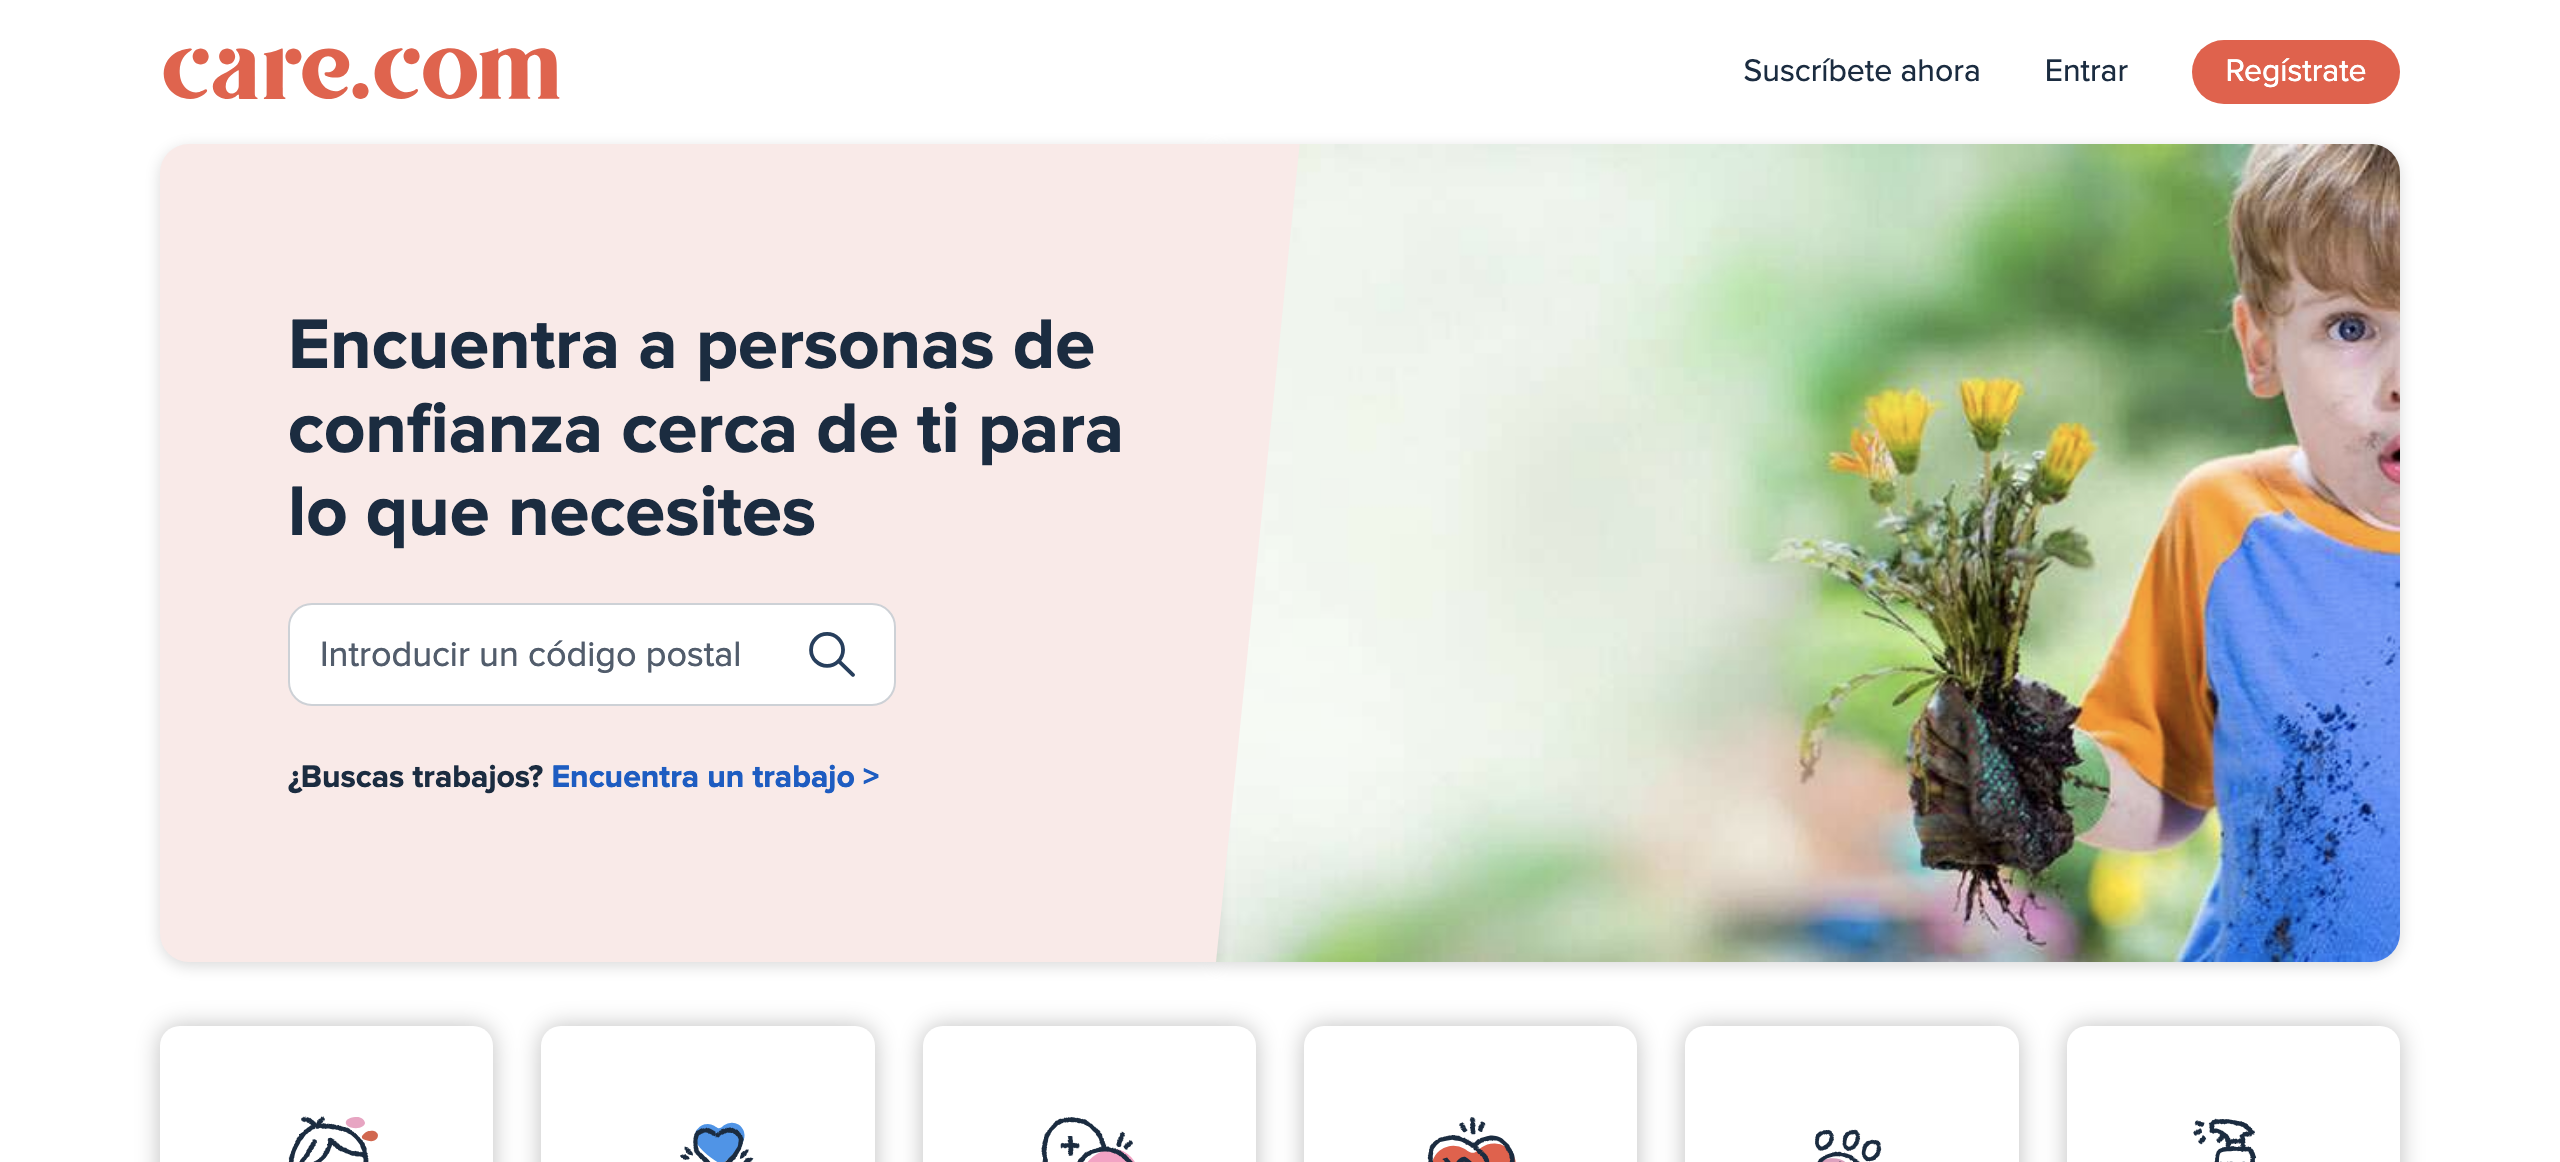 care.com
Suscríbete ahora
Entrar
Regístrate
Encuentra a personas de
confianza cerca de ti para
lo que necesites
Introducir un código postal
¿Buscas trabajos? Encuentra un trabajo >